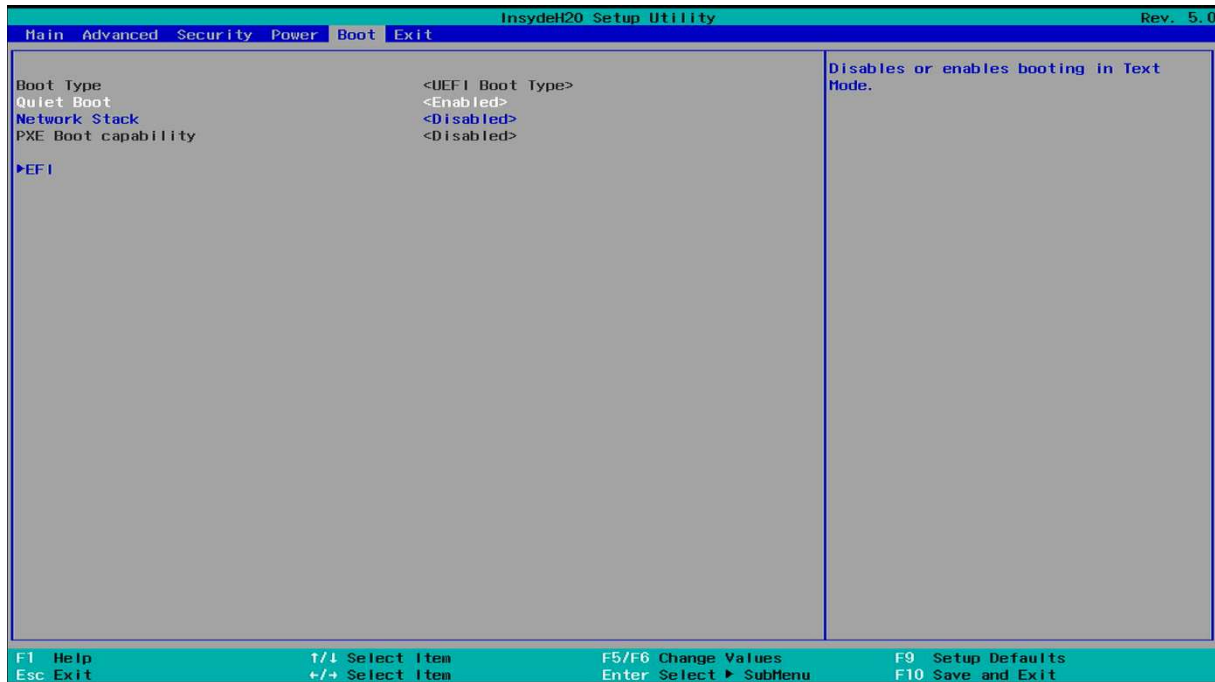 InsydeH20 Setup Utility Rev. 5.0
Main Advanced Security Power Boot Exit
Boot Type <UEFI Boot Type>
Quiet Boot <Enabled>
Network Stack <Disabled>
PXE Boot capability <Disabled>
▶EFI
Disables or enables booting in Text
Mode.
F1 Help ↑/↓ Select Item F5/F6 Change Values F9 Setup Defaults
Esc Exit ←/→ Select Item Enter Select ▶ SubMenu F10 Save and Exit